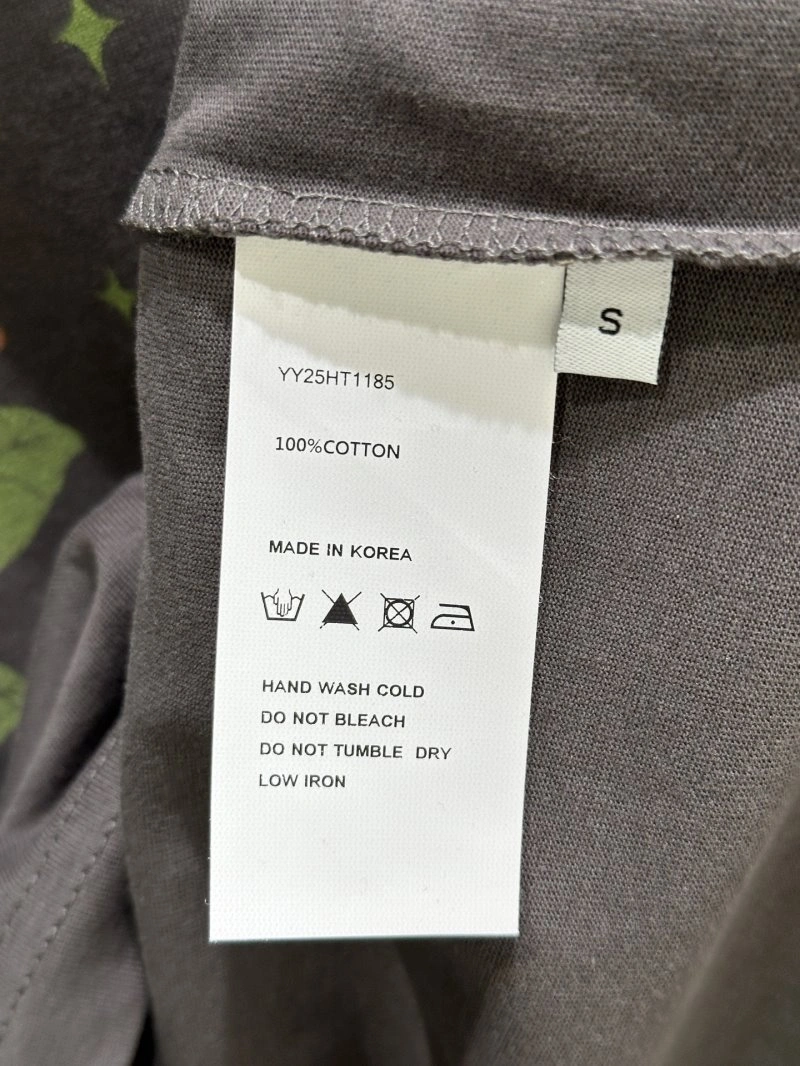 S
YY25HT1185
100%COTTON
MADE IN KOREA
HAND WASH COLD
DO NOT BLEACH
DO NOT TUMBLE DRY
LOW IRON